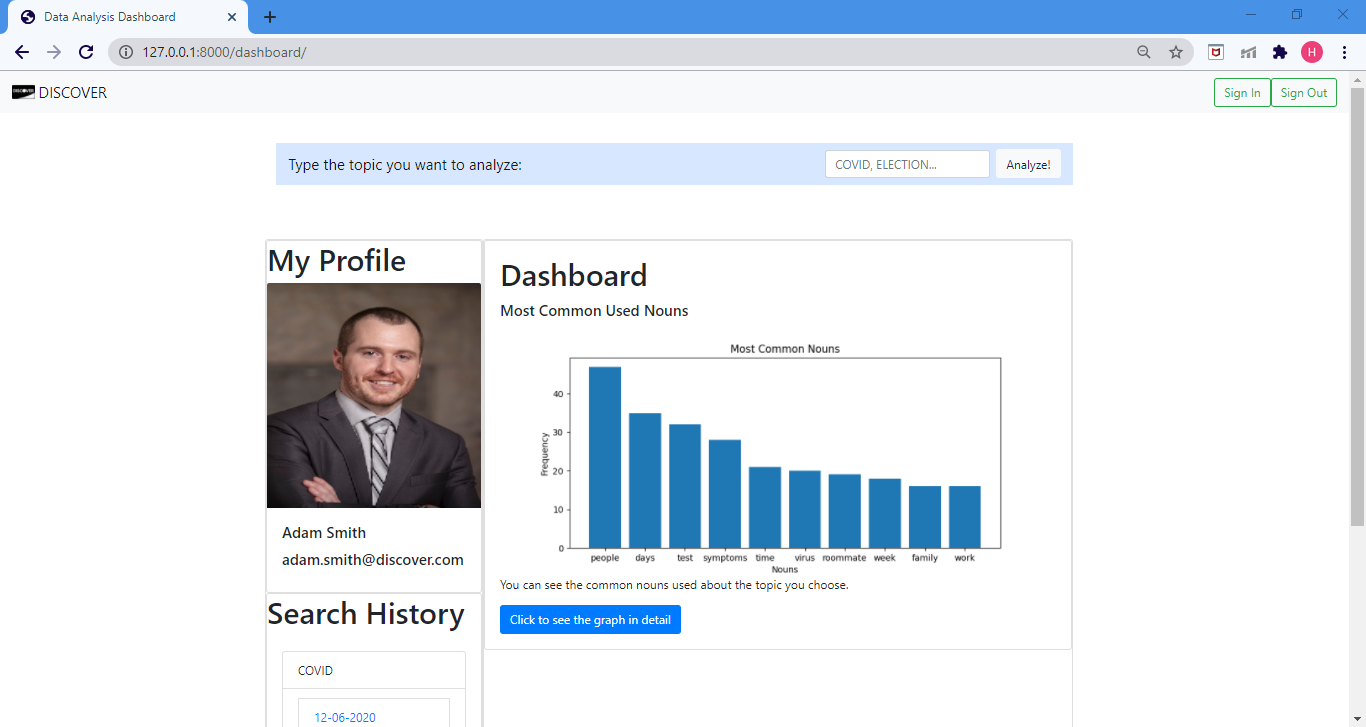 Data Analysis Dashboard
127.0.0.1:8000/dashboard/
H
DISCOVER DISCOVER
Sign In
Sign Out
Type the topic you want to analyze:
COVID, ELECTION...
Analyze!
My Profile
Adam Smith
adam.smith@discover.com
Search History
COVID
12-06-2020
Dashboard
Most Common Used Nouns
Most Common Nouns
Frequency
40
30
20
10
0
people days test symptoms time virus roommate week family work
Nouns
You can see the common nouns used about the topic you choose.
Click to see the graph in detail